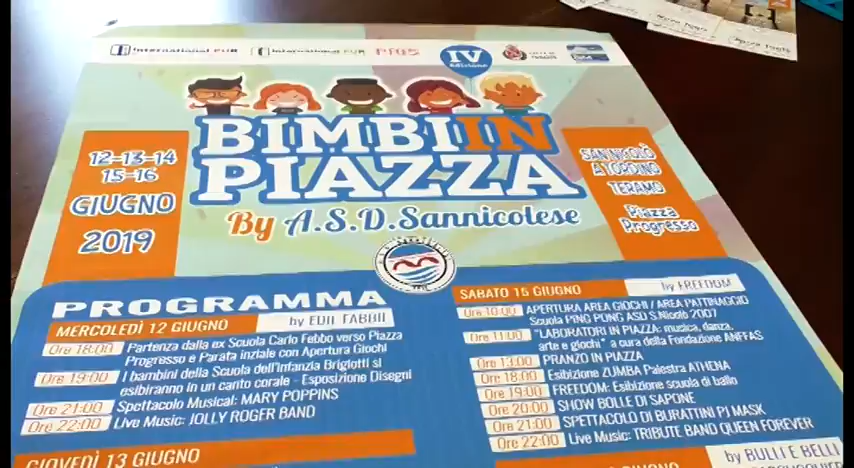 International PUR
International PUR
IV
edizione
BIMBI IN
PIAZZA
By A.S.D.Sannicolese
12-13-14
15-16
GIUGNO
2019
SAN NICOLÒ
A TORDINO
TERAMO
Piazza
Progresso
PROGRAMMA
MERCOLEDÌ 12 GIUGNO
Ore 18:00 Partenza dalla ex Scuola Carlo Febbo verso Piazza
Progresso e Parata inziale con Apertura Giochi
Ore 19:00 I bambini della Scuola dell'Infanzia Brigiotti si
esibiranno in un canto corale - Esposizione Disegni
Ore 21:00 Spettacolo Musical: MARY POPPINS
Ore 22:00 Live Music: JOLLY ROGER BAND
GIOVEDÌ 13 GIUGNO
SABATO 15 GIUGNO by FREEDOM
Ore 10:00 APERTURA AREA GIOCHI / AREA PATTINAGGIO
Scuola PING PONG ASD S.Nicolò 2007
Ore 11:00 "LABORATORI IN PIAZZA: musica, danza,
arte e giochi" a cura della Fondazione ANFFAS
Ore 13:00 PRANZO IN PIAZZA
Ore 18:00 Esibizione ZUMBA Palestra ATHENA
Ore 19:00 FREEDOM: Esibizione scuola di ballo
Ore 20:00 SHOW BOLLE DI SAPONE
Ore 21:00 SPETTACOLO DI BURATTINI PJ MASK
Ore 22:00 Live Music: TRIBUTE BAND QUEEN FOREVER
by BULLI E BELLI